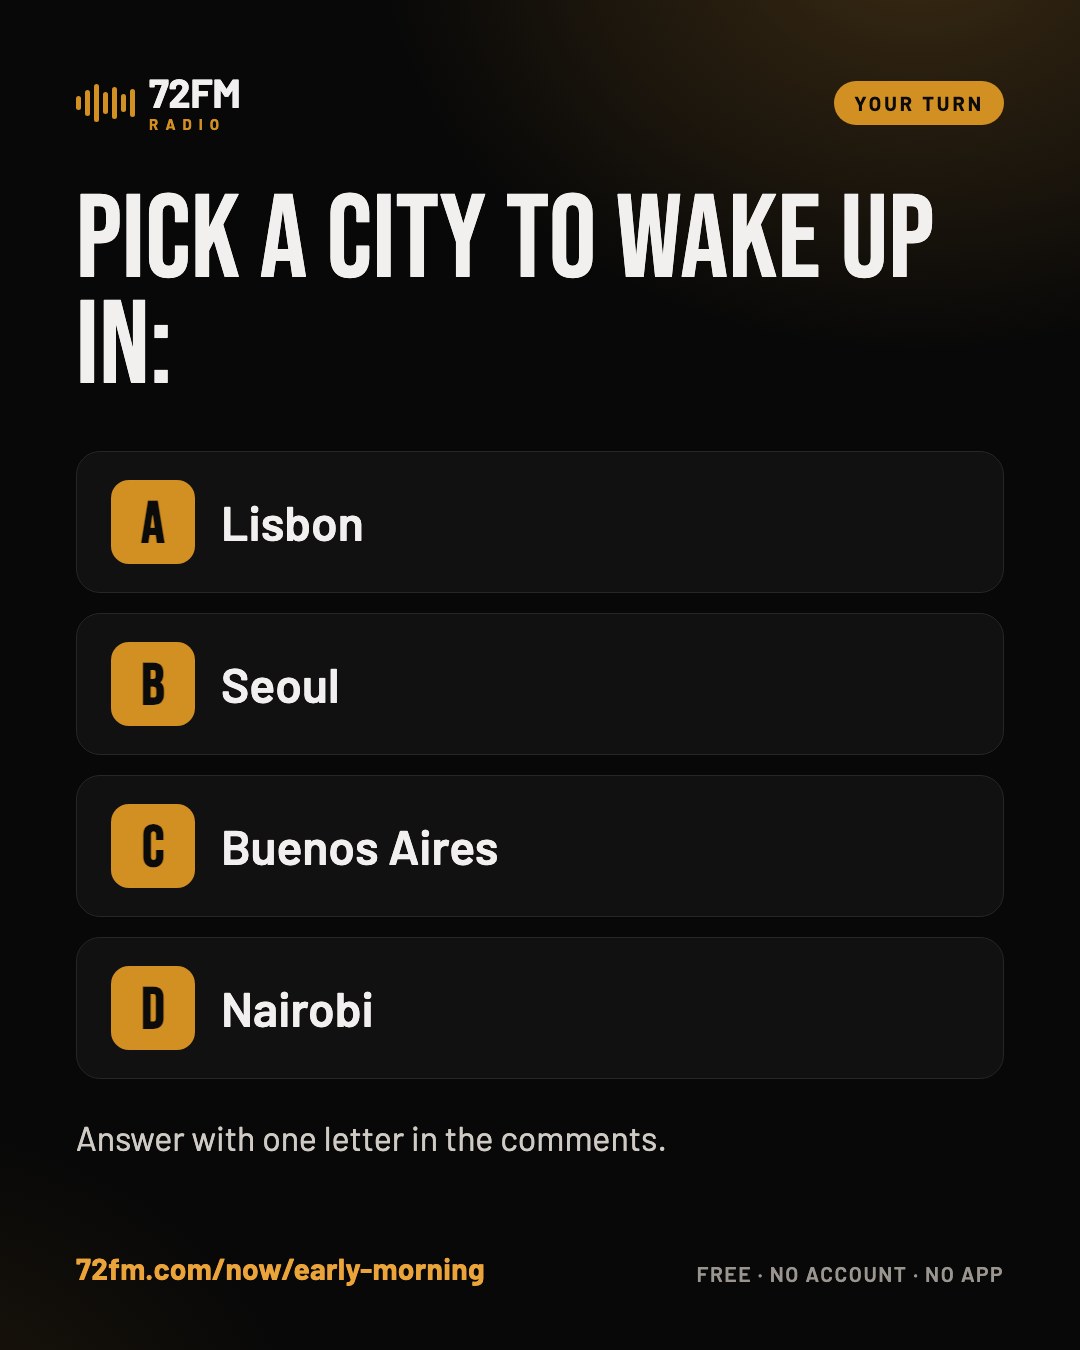 72FM
RADIO
YOUR TURN
PICK A CITY TO WAKE UP
IN:
A Lisbon
B Seoul
C Buenos Aires
D Nairobi
Answer with one letter in the comments.
72fm.com/now/early-morning
FREE · NO ACCOUNT · NO APP